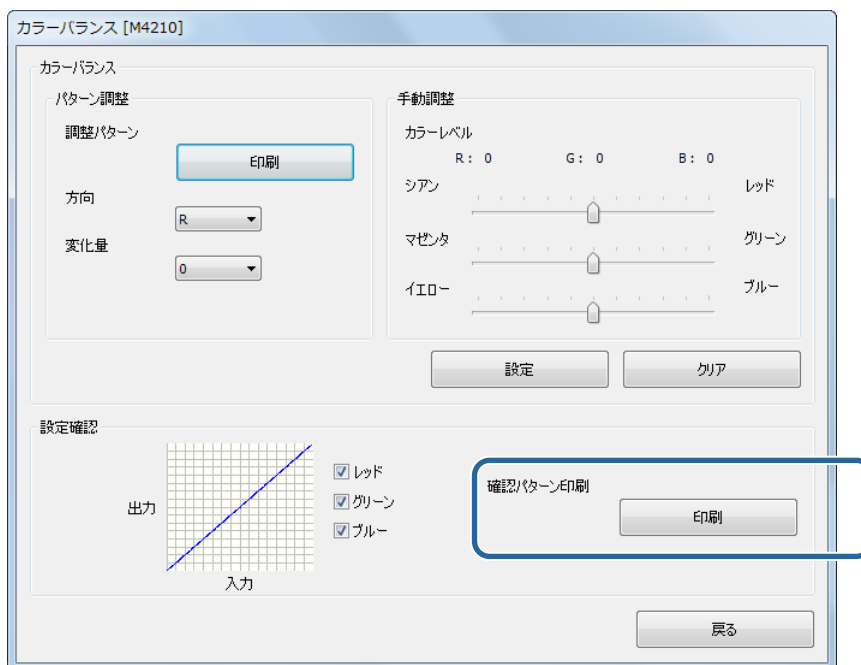 カラーバランス [M4210]
カラーバランス
パターン調整
調整パターン
印刷
方向
R
変化量
0
手動調整
カラーレベル
R: 0 G: 0 B: 0
シアン レッド
マゼンタ グリーン
イエロー ブルー
設定 クリア
設定確認
出力
入力
レッド
グリーン
ブルー
確認パターン印刷
印刷
戻る